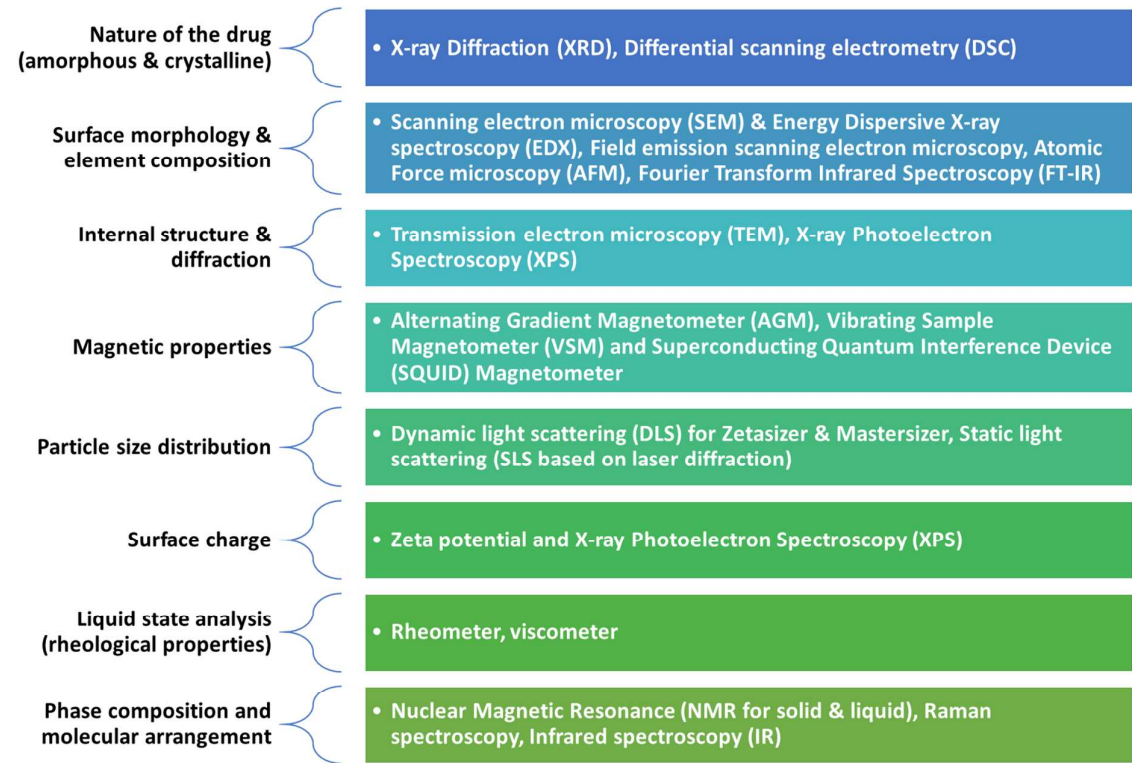 Nature of the drug
(amorphous & crystalline)
• X-ray Diffraction (XRD), Differential scanning electrometry (DSC)
Surface morphology &
element composition
• Scanning electron microscopy (SEM) & Energy Dispersive X-ray
spectroscopy (EDX), Field emission scanning electron microscopy, Atomic
Force microscopy (AFM), Fourier Transform Infrared Spectroscopy (FT-IR)
Internal structure &
diffraction
• Transmission electron microscopy (TEM), X-ray Photoelectron
Spectroscopy (XPS)
Magnetic properties
• Alternating Gradient Magnetometer (AGM), Vibrating Sample
Magnetometer (VSM) and Superconducting Quantum Interference Device
(SQUID) Magnetometer
Particle size distribution
• Dynamic light scattering (DLS) for Zetasizer & Mastersizer, Static light
scattering (SLS based on laser diffraction)
Surface charge
• Zeta potential and X-ray Photoelectron Spectroscopy (XPS)
Liquid state analysis
(rheological properties)
• Rheometer, viscometer
Phase composition and
molecular arrangement
• Nuclear Magnetic Resonance (NMR for solid & liquid), Raman
spectroscopy, Infrared spectroscopy (IR)